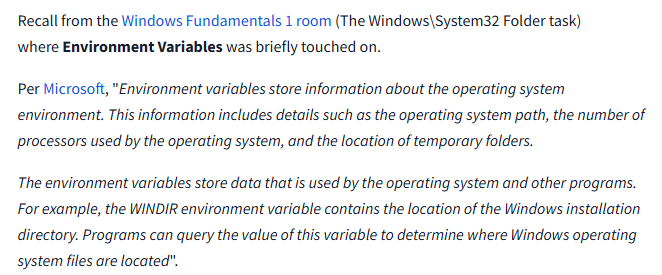 Recall from the Windows Fundamentals 1 room (The Windows\System32 Folder task)
where Environment Variables was briefly touched on.
Per Microsoft, "Environment variables store information about the operating system
environment. This information includes details such as the operating system path, the number of
processors used by the operating system, and the location of temporary folders.
The environment variables store data that is used by the operating system and other programs.
For example, the WINDIR environment variable contains the location of the Windows installation
directory. Programs can query the value of this variable to determine where Windows operating
system files are located".